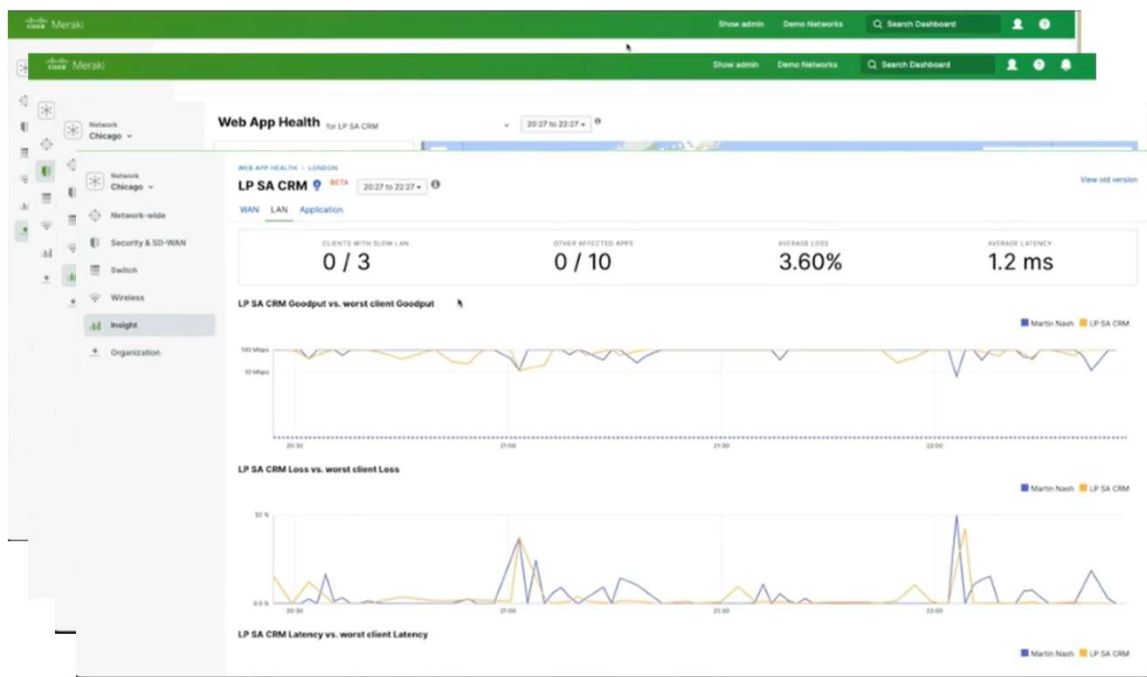 CISCO Meraki
Show admin Demo Networks Search Dashboard
CISCO Meraki
Show admin Demo Networks Search Dashboard
Network
Chicago
Web App Health for LP SA CRM 20:27 to 22:27
Network
Chicago
Network-wide
Security & SD-WAN
Switch
Wireless
Insight
Organization
WEB APP HEALTH > LONDON
LP SA CRM BETA 20:27 to 22:27
View old version
WAN LAN Application
CLIENTS WITH SLOW LAN
0 / 3
OTHER AFFECTED APPS
0 / 10
AVERAGE LOSS
3.60%
AVERAGE LATENCY
1.2 ms
LP SA CRM Goodput vs. worst client Goodput
Martin Nash LP SA CRM
100 Mbps
10 Mbps
20:30 21:00 21:30 22:00
LP SA CRM Loss vs. worst client Loss
Martin Nash LP SA CRM
32 %
0.0 %
20:30 21:00 21:30 22:00
LP SA CRM Latency vs. worst client Latency
Martin Nash LP SA CRM